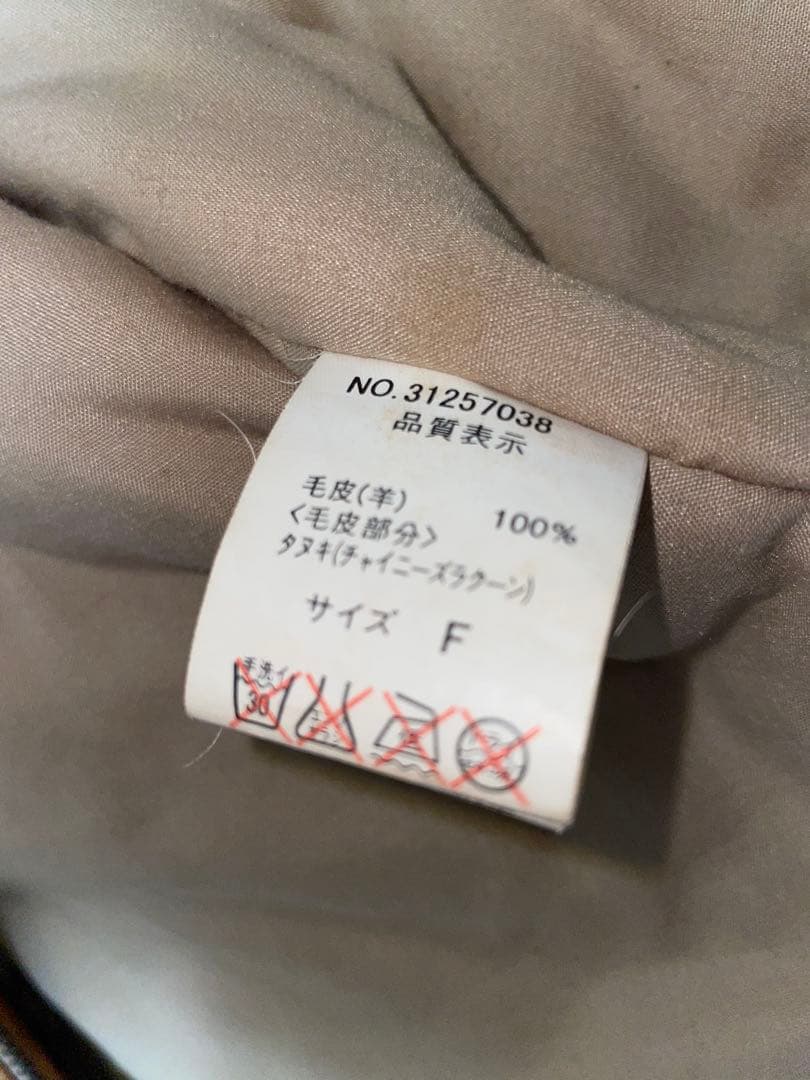 NO.31257038
品質表示
毛皮(羊) 100%
<毛皮部分>
タヌキ(チャイニーズラクーン)
サイズ F
手洗イ
30